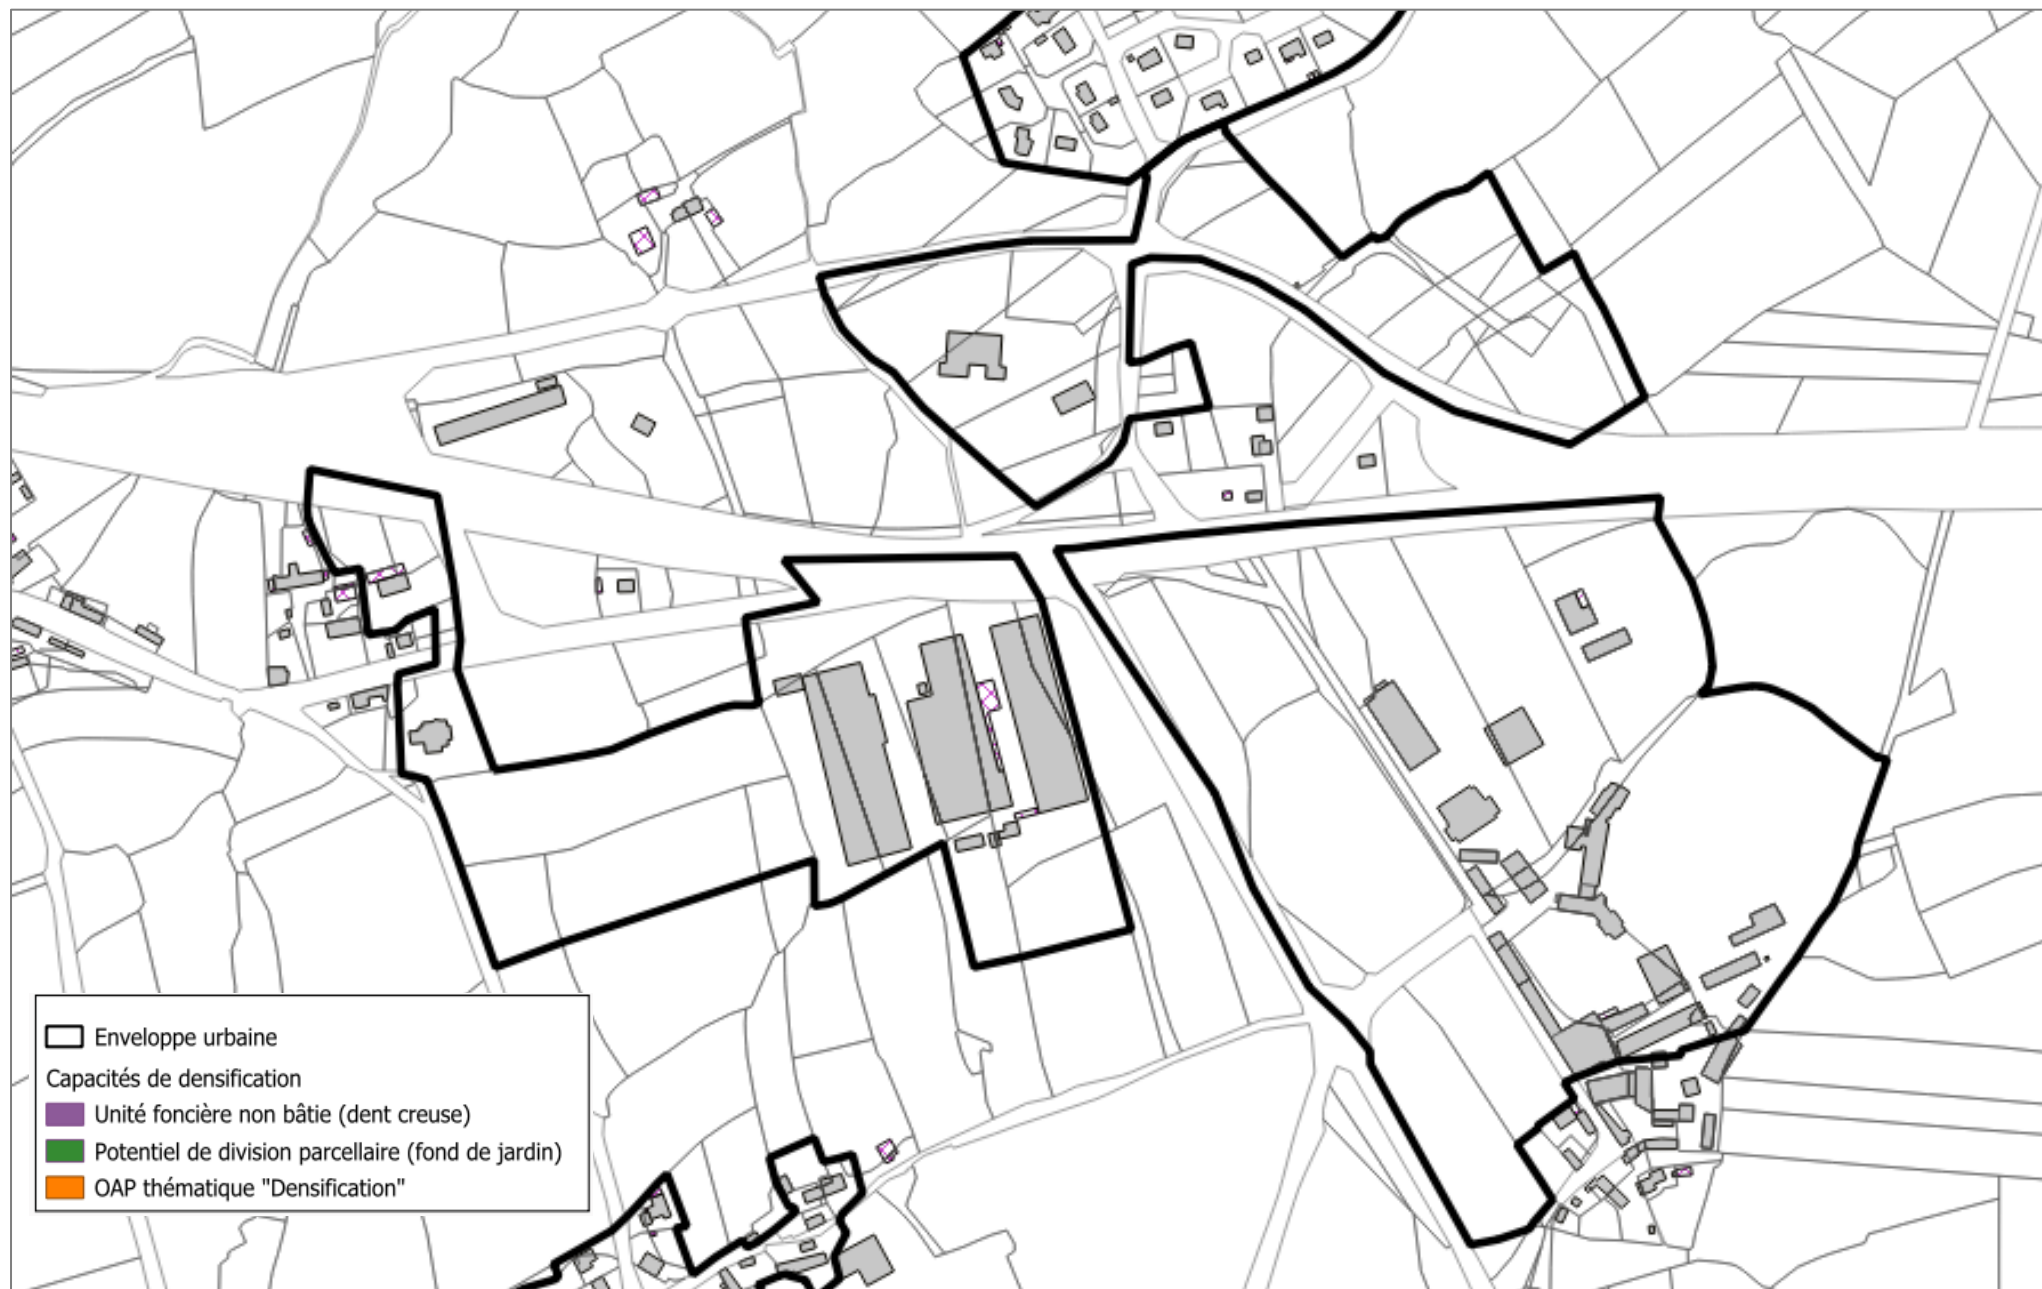 Enveloppe urbaine
Capacités de densification
Unité foncière non bâtie (dent creuse)
Potentiel de division parcellaire (fond de jardin)
OAP thématique "Densification"